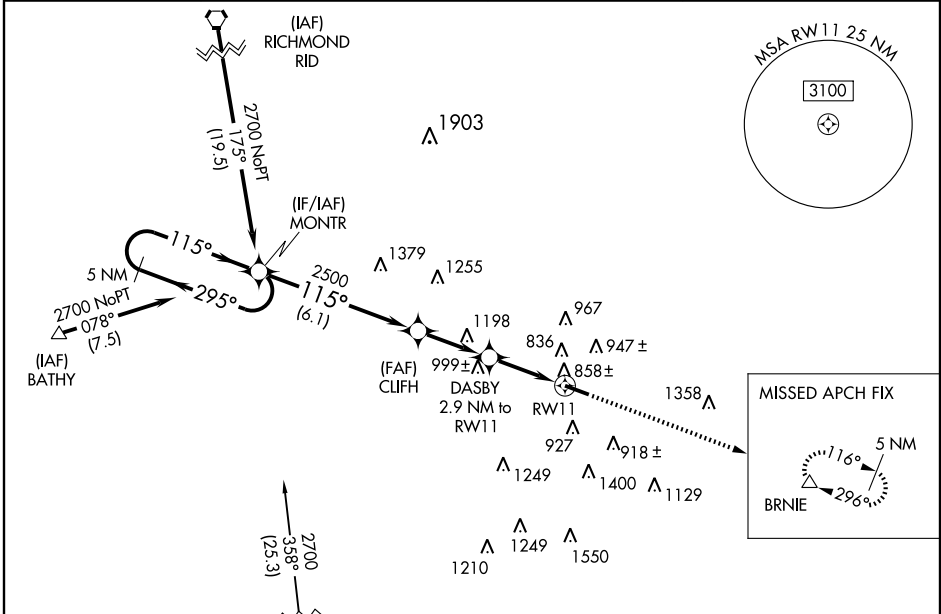 (IAF)
RICHMOND
RID
MSA RW11 25 NM
3100
2700 NoPT
175°
(19.5)
1903
(IF/IAF)
MONTR
115°
5 NM
295°
2700 NoPT
078°
(7.5)
(IAF)
BATHY
2500
115°
(6.1)
1379
1255
(FAF)
CLIFH
1198
999±
DASBY
2.9 NM to
RW11
967
836
947±
858±
RW11
1358
927
918±
1249
1400
1129
1249
1210
1550
MISSED APCH FIX
5 NM
116°
296°
BRNIE
2700
358°
(25.3)